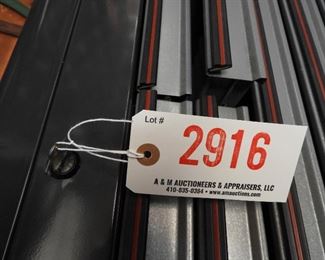 Lot #
2916
A & M AUCTIONEERS & APPRAISERS, LLC
410-835-0384 • www.amauctions.com